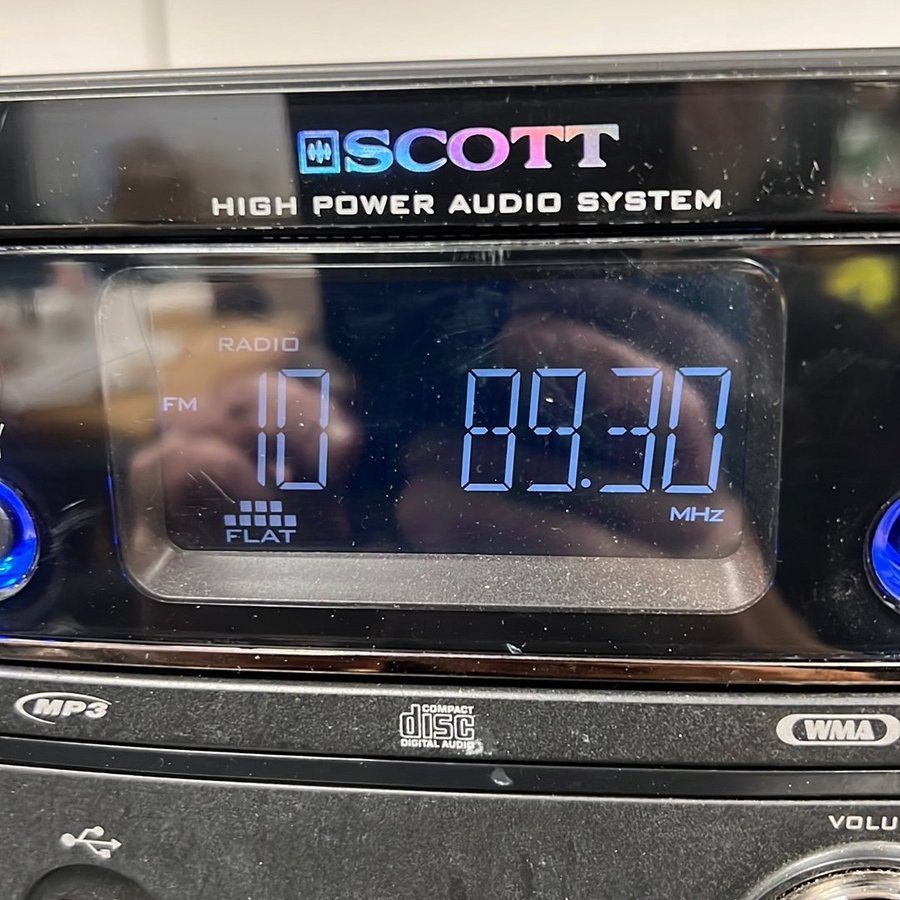 SCOTT
HIGH POWER AUDIO SYSTEM
RADIO
FM 10 89.30
MHz
FLAT
MP3
COMPACT
disc
DIGITAL AUDIO
WMA